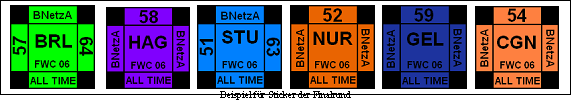 BNetzA
57 BRL 64
FWC 06
ALL TIME
58
BNetzA HAG BNetzA
FWC 06
ALL TIME
BNetzA
51 STU 63
FWC 06
ALL TIME
52
BNetzA NUR BNetzA
FWC 06
ALL TIME
59
BNetzA GEL BNetzA
FWC 06
ALL TIME
54
BNetzA CGN BNetzA
FWC 06
ALL TIME
Beispiel für Sticker der Finalrund